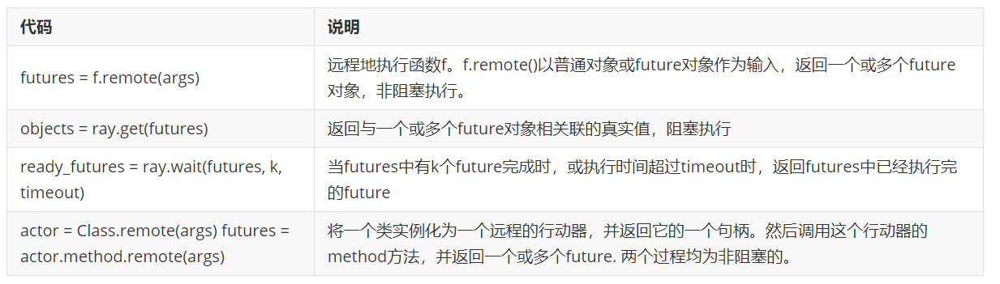 代码
说明
futures = f.remote(args)
远程地执行函数f。f.remote()以普通对象或future对象作为输入，返回一个或多个future
对象，非阻塞执行。
objects = ray.get(futures)
返回与一个或多个future对象相关联的真实值，阻塞执行
ready_futures = ray.wait(futures, k,
timeout)
当futures中有k个future完成时，或执行时间超过timeout时，返回futures中已经执行完
的future
actor = Class.remote(args) futures =
actor.method.remote(args)
将一个类实例化为一个远程的行动器，并返回它的一个句柄。然后调用这个行动器的
method方法，并返回一个或多个future. 两个过程均为非阻塞的。